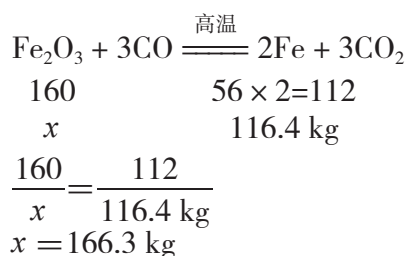 Fe₂O₃ + 3CO ══高温══ 2Fe + 3CO₂
160 56 × 2=112
x 116.4 kg
160/x = 112/116.4 kg
x = 166.3 kg